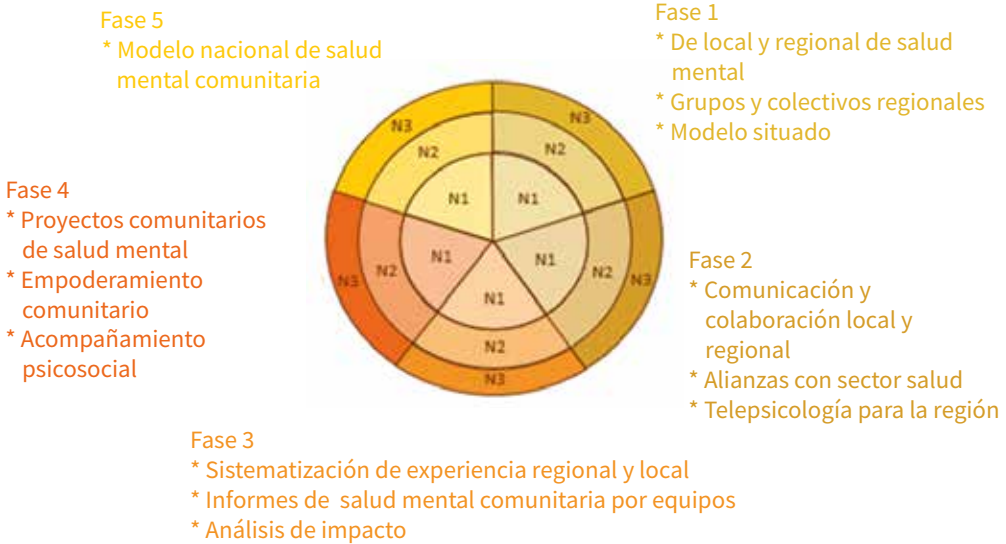 Fase 5
* Modelo nacional de salud
mental comunitaria
Fase 1
* De local y regional de salud
mental
* Grupos y colectivos regionales
* Modelo situado
N3
N3
N2
N2
N1
N1
Fase 4
* Proyectos comunitarios
de salud mental
* Empoderamiento
comunitario
* Acompañamiento
psicosocial
N3
N2
N1
N1
N2
N3
N1
N2
N3
Fase 2
* Comunicación y
colaboración local y
regional
* Alianzas con sector salud
* Telepsicología para la región
Fase 3
* Sistematización de experiencia regional y local
* Informes de salud mental comunitaria por equipos
* Análisis de impacto